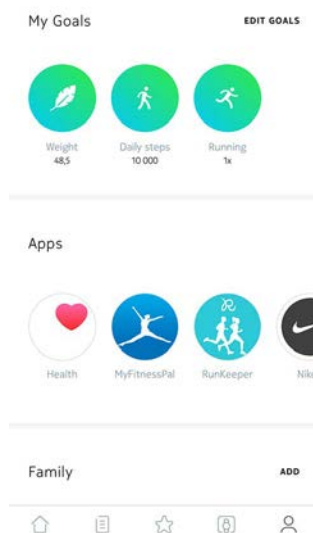 My Goals EDIT GOALS
Weight Daily steps Running
48,5 10 000 1x
Apps
Health MyFitnessPal RunKeeper Nike
Family ADD